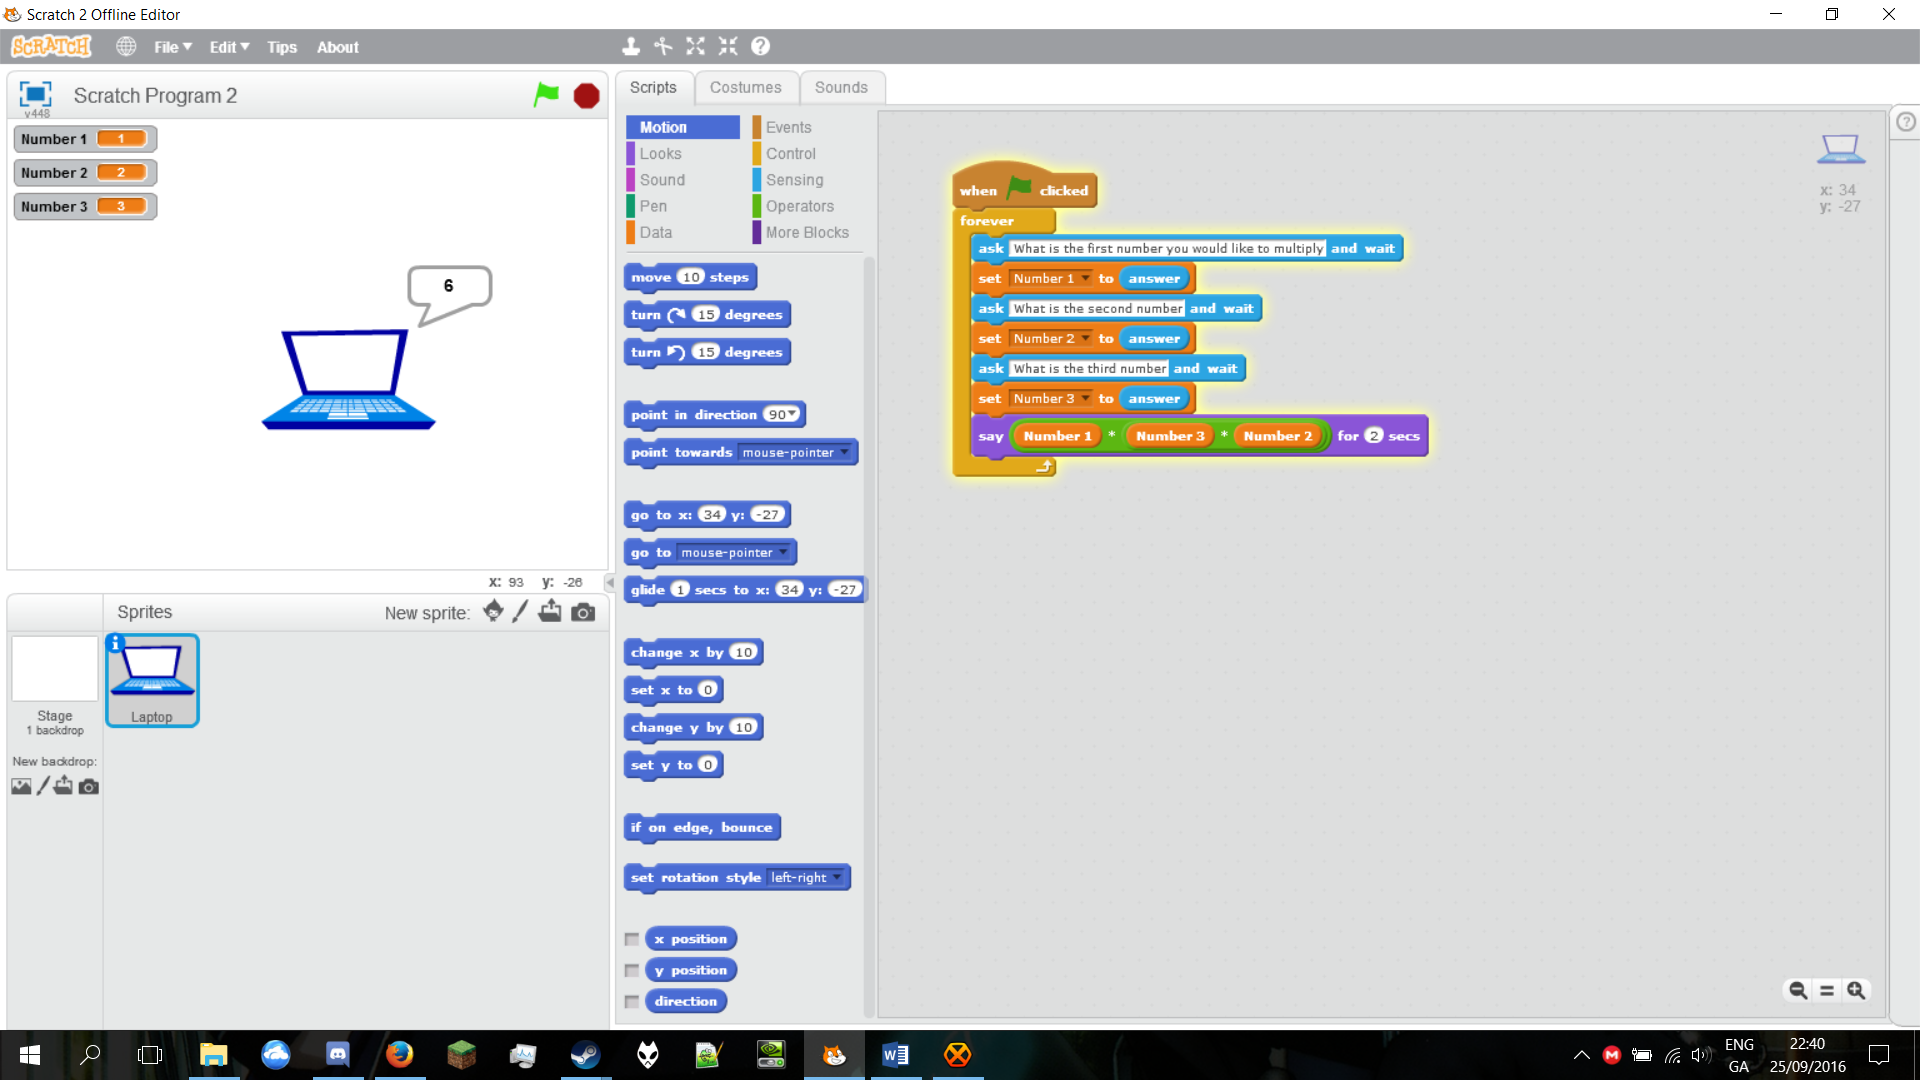 Scratch 2 Offline Editor
SCRATCH File Edit Tips About
v448 Scratch Program 2
Number 1 1
Number 2 2
Number 3 3
6
x: 93 y: -26
Sprites New sprite:
Stage
1 backdrop
New backdrop:
Laptop
Scripts Costumes Sounds
Motion Events
Looks Control
Sound Sensing
Pen Operators
Data More Blocks
move 10 steps
turn 15 degrees
turn 15 degrees
point in direction 90
point towards mouse-pointer
go to x: 34 y: -27
go to mouse-pointer
glide 1 secs to x: 34 y: -27
change x by 10
set x to 0
change y by 10
set y to 0
if on edge, bounce
set rotation style left-right
x position
y position
direction
when clicked
forever
ask What is the first number you would like to multiply and wait
set Number 1 to answer
ask What is the second number and wait
set Number 2 to answer
ask What is the third number and wait
set Number 3 to answer
say Number 1 * Number 3 * Number 2 for 2 secs
x: 34
y: -27
ENG
GA
22:40
25/09/2016